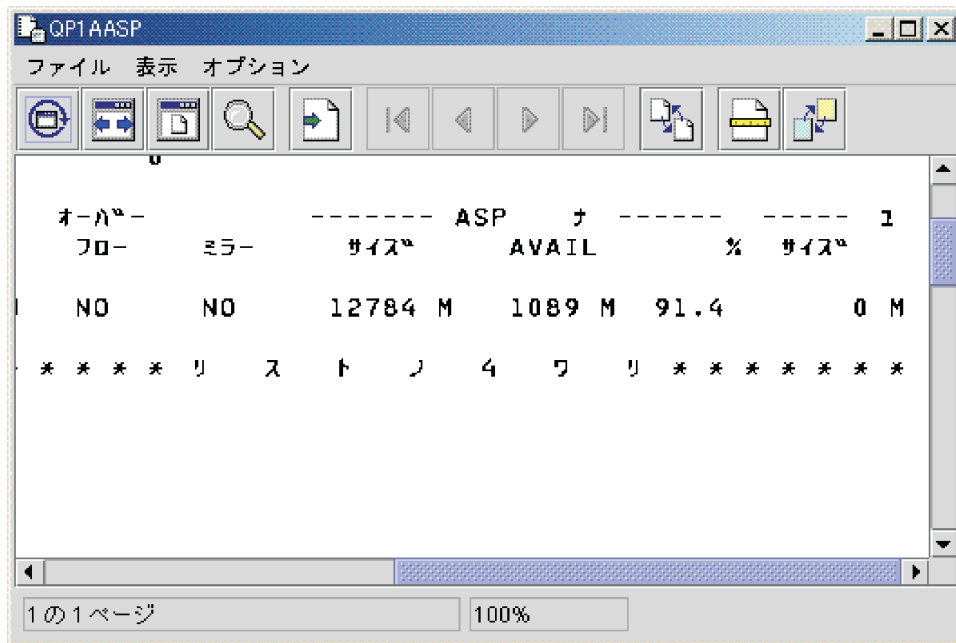 QP1AASP
ファイル 表示 オプション
オーバ゛ー ------- ASP ナ ------ ----- 1
フロー ミラー サイス゛ AVAIL % サイス゛
NO NO 12784 M 1089 M 91.4 0 M
* * * * リ ス ト ノ 4 ワ リ * * * * * * *
1の1ページ
100%